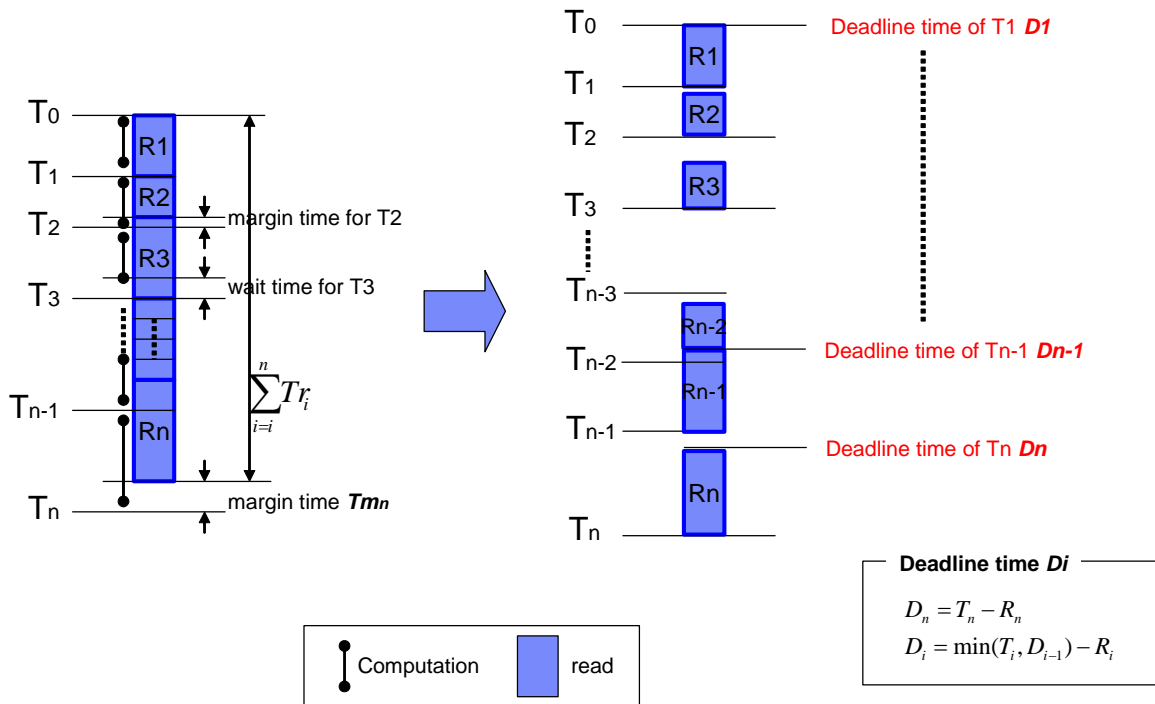 T0
R1
T1
R2
T2
margin time for T2
R3
wait time for T3
T3
n
∑ Tri
i=i
Tn-1
Rn
margin time Tmn
Tn
T0
Deadline time of T1 D1
R1
T1
R2
T2
R3
T3
Tn-3
Rn-2
Deadline time of Tn-1 Dn-1
Tn-2
Rn-1
Tn-1
Deadline time of Tn Dn
Rn
Tn
Computation
read
Deadline time Di
Dn = Tn − Rn
Di = min(Ti, Di−1) − Ri